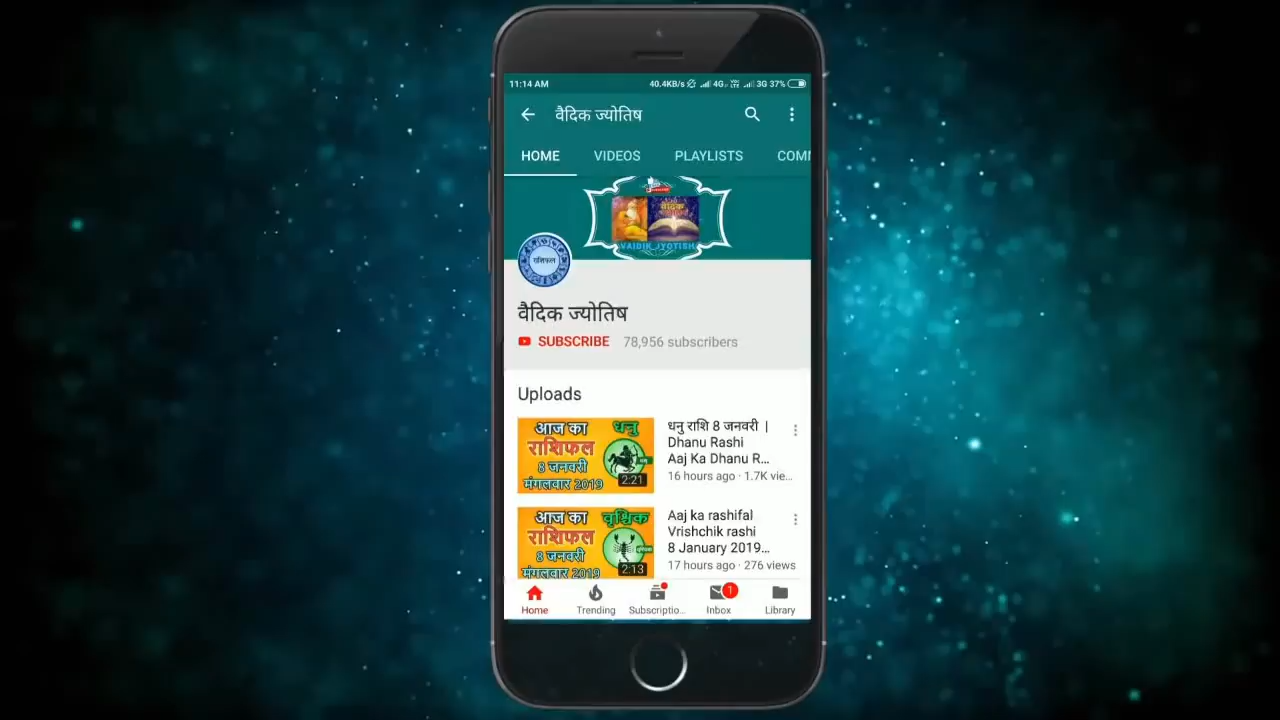 11:14 AM
40.4KB/s 4G VoLTE 3G 37%
वैदिक ज्योतिष
HOME VIDEOS PLAYLISTS COMM
वैदिक
VAIDIK JYOTISH
राशिफल
वैदिक ज्योतिष
SUBSCRIBE 78,956 subscribers
Uploads
आज का धनु
राशिफल
8 जनवरी
मंगलवार 2019
2:21
धनु राशि 8 जनवरी |
Dhanu Rashi
Aaj Ka Dhanu R...
16 hours ago · 1.7K vie...
आज का वृश्चिक
राशिफल
8 जनवरी
मंगलवार 2019
2:13
Aaj ka rashifal
Vrishchik rashi
8 January 2019...
17 hours ago · 276 views
1
Home Trending Subscriptio... Inbox Library